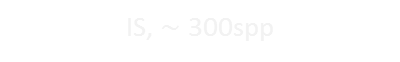 IS, ~ 300spp